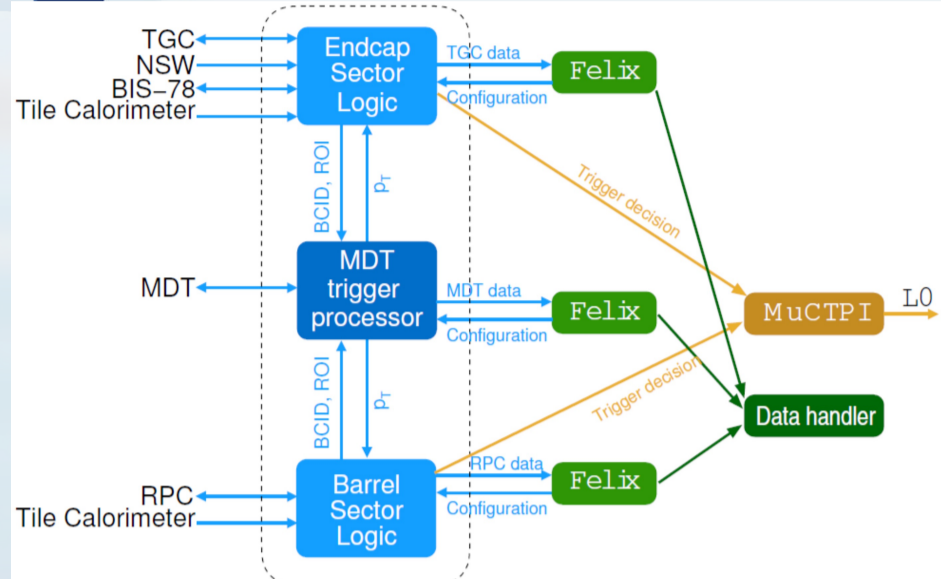 TGC
NSW
BIS–78
Tile Calorimeter
Endcap
Sector
Logic
TGC data
Configuration
Felix
BCID, ROI
pT
Trigger decision
MDT
MDT
trigger
processor
MDT data
Configuration
Felix
MuCTPI
L0
BCID, ROI
pT
Trigger decision
Data handler
RPC
Tile Calorimeter
Barrel
Sector
Logic
RPC data
Configuration
Felix